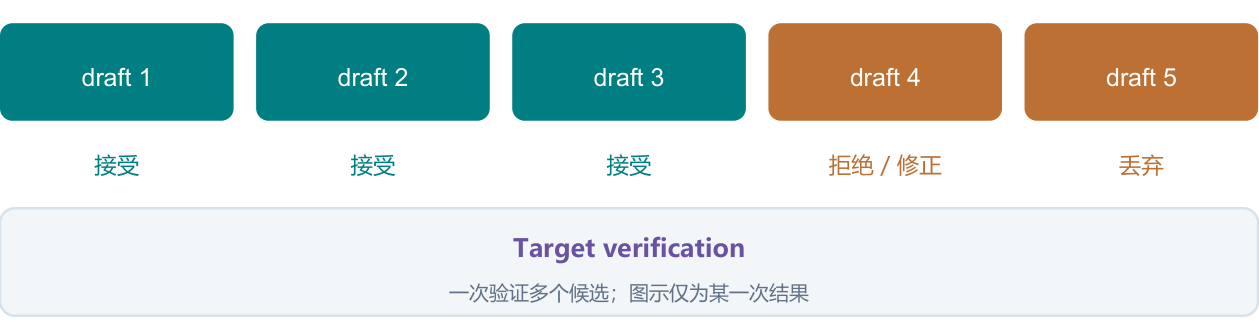 draft 1
draft 2
draft 3
draft 4
draft 5
接受
接受
接受
拒绝 / 修正
丢弃
Target verification
一次验证多个候选；图示仅为某一次结果